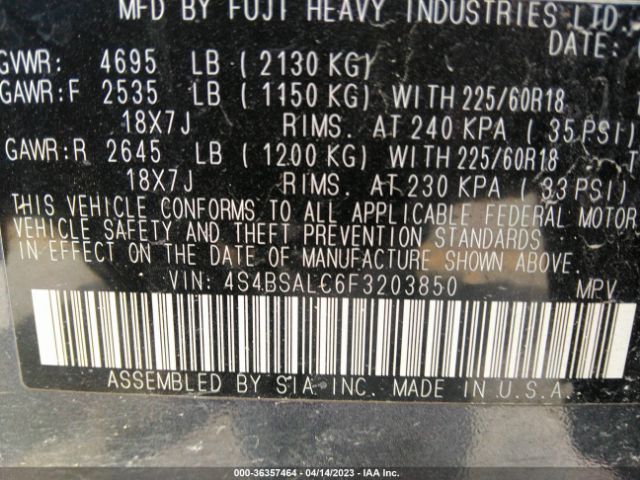 MFD BY FUJI HEAVY INDUSTRIES LTD.
DATE:
GVWR: 4695 LB ( 2130 KG)
GAWR:F 2535 LB ( 1150 KG) WITH 225/60R18
18X7J RIMS. AT 240 KPA ( 35 PSI)
GAWR:R 2645 LB ( 1200 KG) WITH 225/60R18 T
18X7J RIMS. AT 230 KPA ( 33 PSI)
THIS VEHICLE CONFORMS TO ALL APPLICABLE FEDERAL MOTOR
VEHICLE SAFETY AND THEFT PREVENTION STANDARDS
IN EFFECT ON THE DATE OF MANUFACTURE SHOWN ABOVE.
VIN: 4S4BSALC6F3203850 MPV
ASSEMBLED BY SIA INC. MADE IN U.S.A.
000-36357464 - 04/14/2023 - IAA Inc.